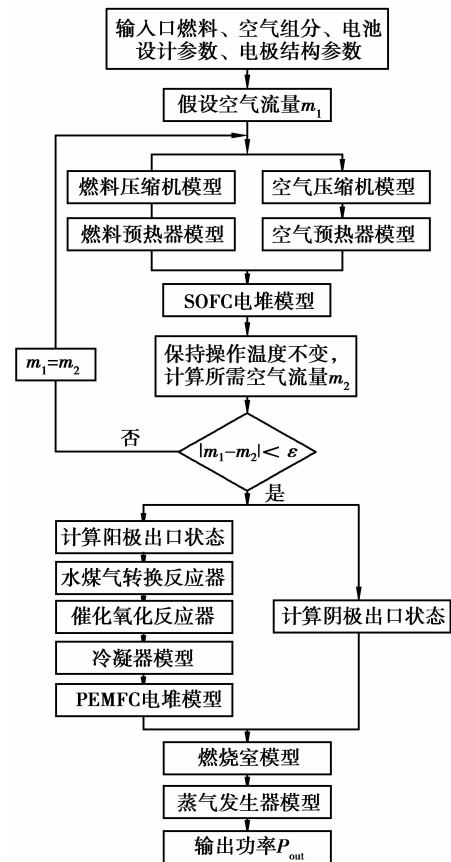 输入口燃料、空气组分、电池
设计参数、电极结构参数
假设空气流量m₁
燃料压缩机模型
空气压缩机模型
燃料预热器模型
空气预热器模型
SOFC电堆模型
m₁=m₂
保持操作温度不变，
计算所需空气流量m₂
否
|m₁−m₂|< ε
是
计算阳极出口状态
水煤气转换反应器
催化氧化反应器
计算阴极出口状态
冷凝器模型
PEMFC电堆模型
燃烧室模型
蒸气发生器模型
输出功率Pout